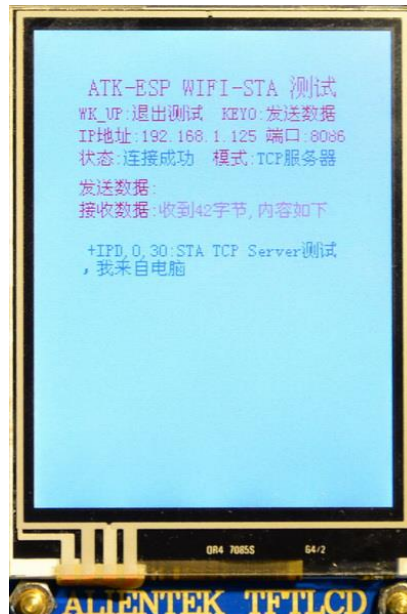 ATK-ESP WIFI-STA 测试
WK_UP:退出测试 KEY0:发送数据
IP地址:192.168.1.125 端口:8086
状态:连接成功 模式:TCP服务器
发送数据:
接收数据:收到42字节,内容如下
+IPD,0,30:STA TCP Server测试
，我来自电脑
OR4 7085S 64/2
ALIENTEK TFTLCD